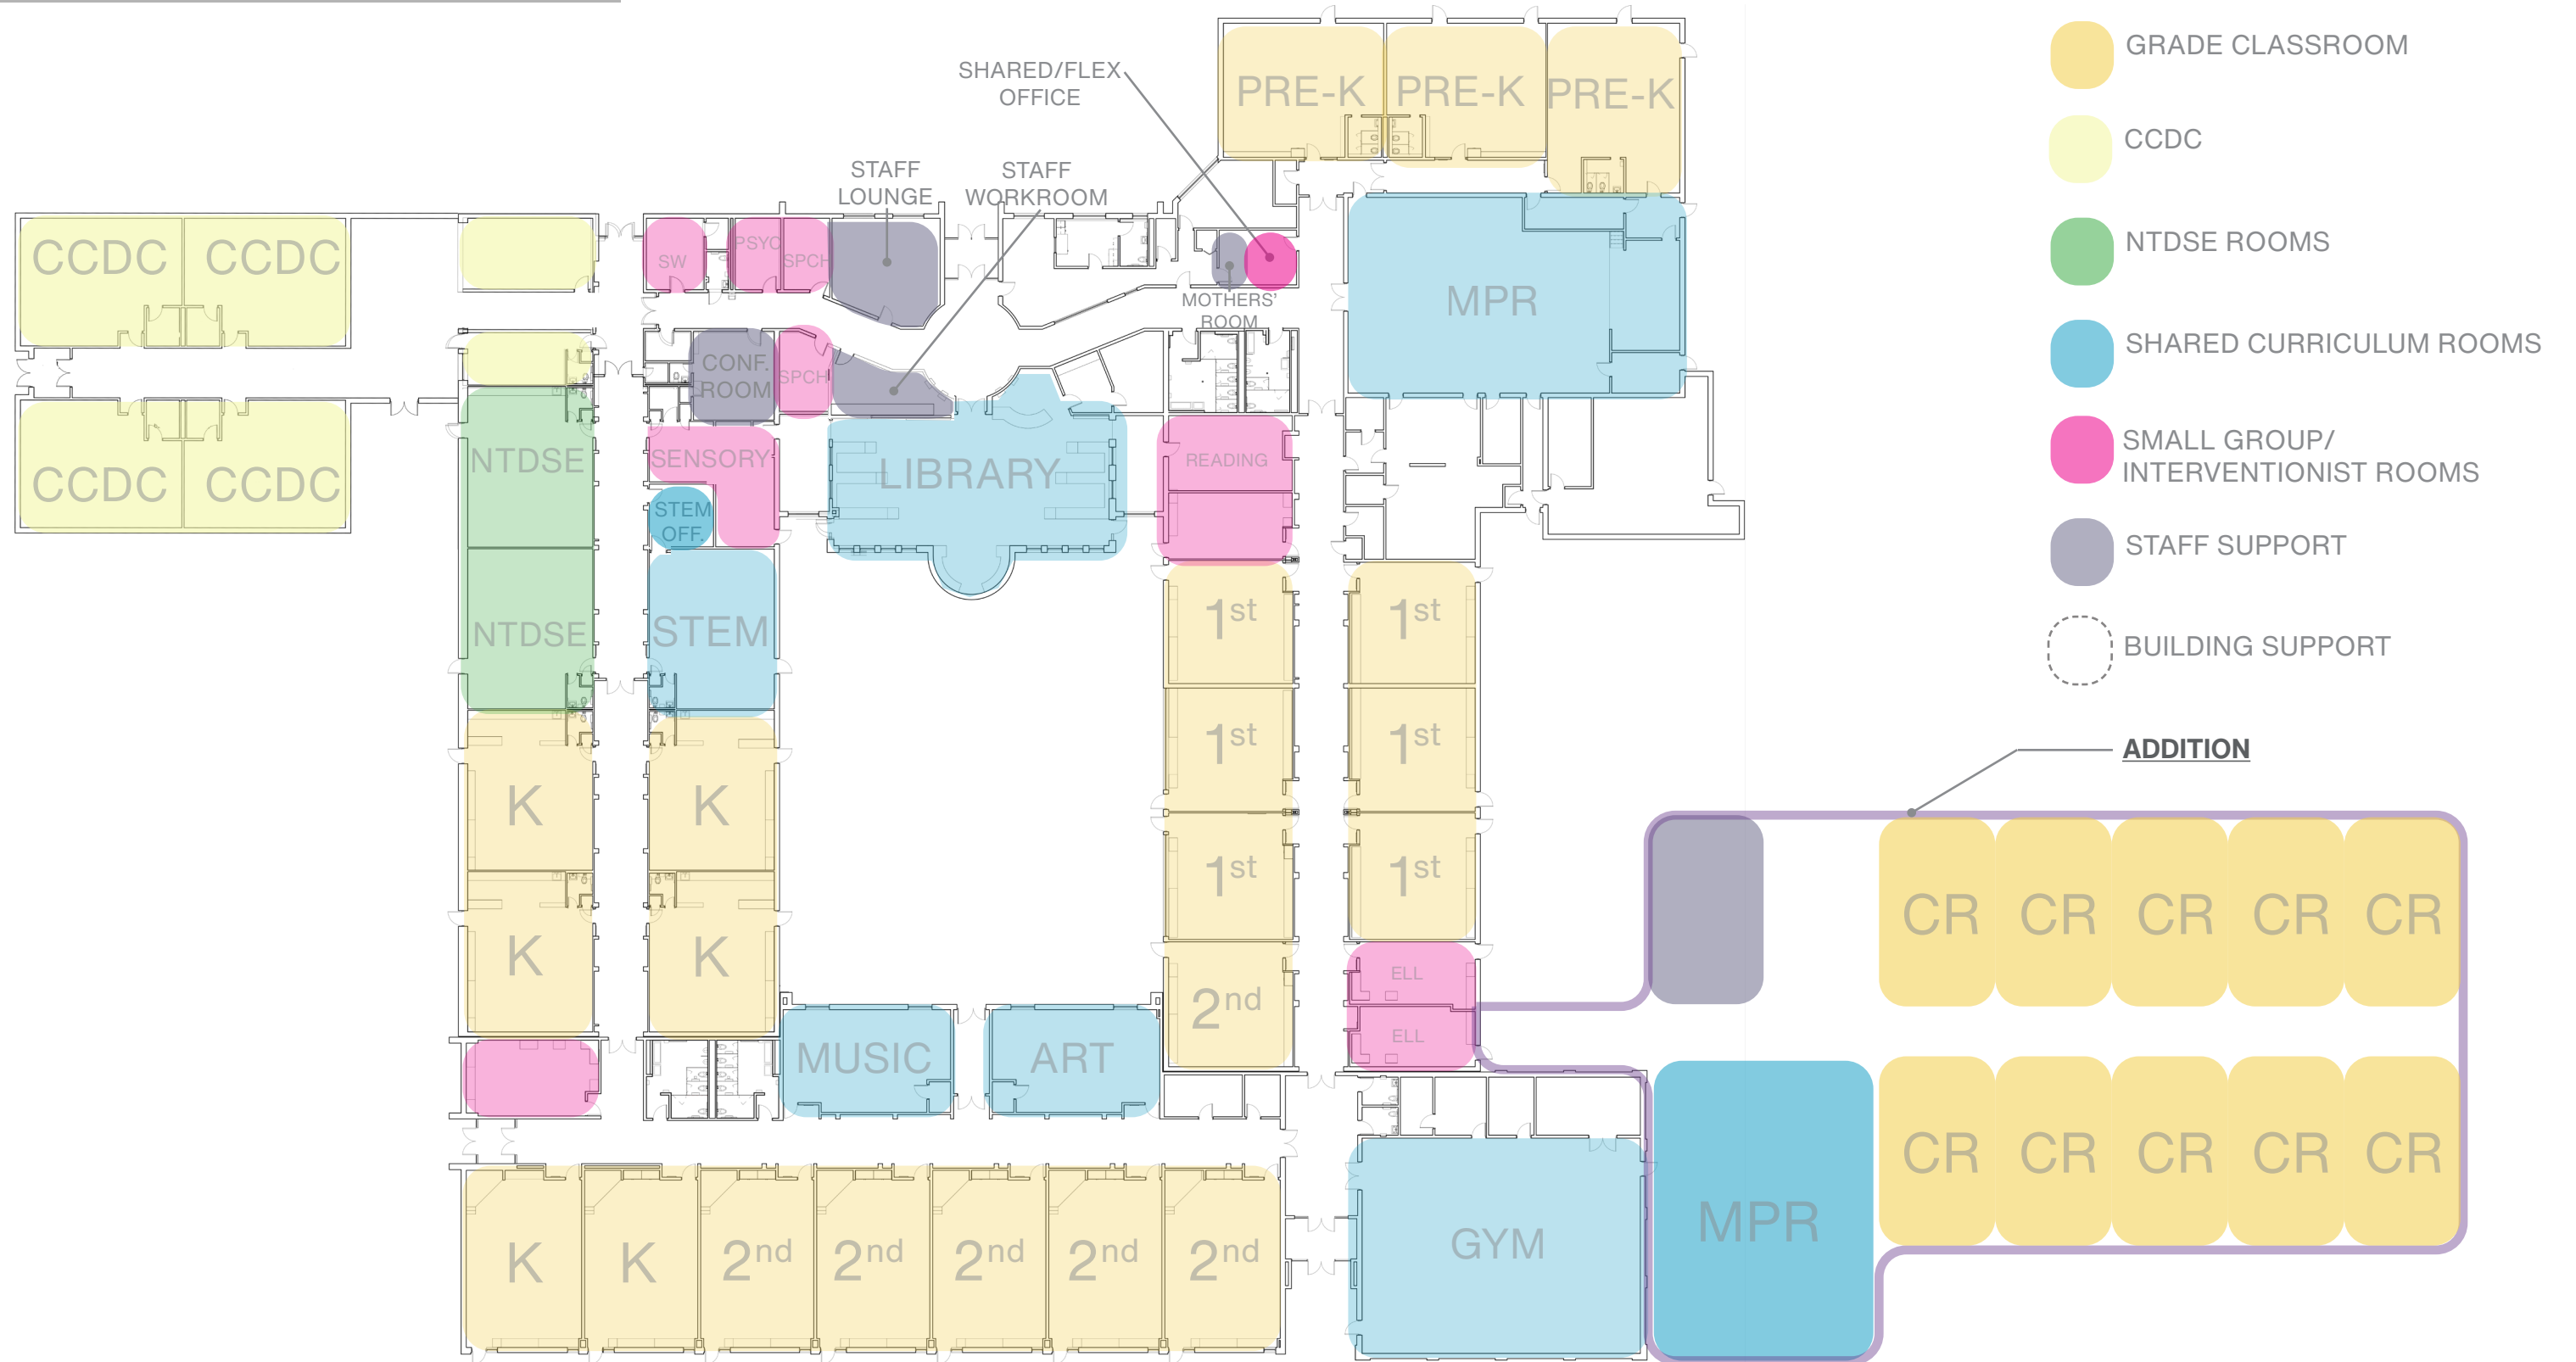 SHARED/FLEX
OFFICE
PRE-K
PRE-K
PRE-K
STAFF
LOUNGE
STAFF
WORKROOM
CCDC
CCDC
SW
PSYC
SPCH
MOTHERS'
ROOM
MPR
CONF.
ROOM
SPCH
CCDC
CCDC
NTDSE
SENSORY
STEM
OFF.
LIBRARY
READING
NTDSE
STEM
1st
1st
1st
1st
K
K
1st
1st
K
K
2nd
ELL
ELL
MUSIC
ART
K
K
2nd
2nd
2nd
2nd
2nd
GYM
GRADE CLASSROOM
CCDC
NTDSE ROOMS
SHARED CURRICULUM ROOMS
SMALL GROUP/
INTERVENTIONIST ROOMS
STAFF SUPPORT
BUILDING SUPPORT
ADDITION
CR
CR
CR
CR
CR
MPR
CR
CR
CR
CR
CR